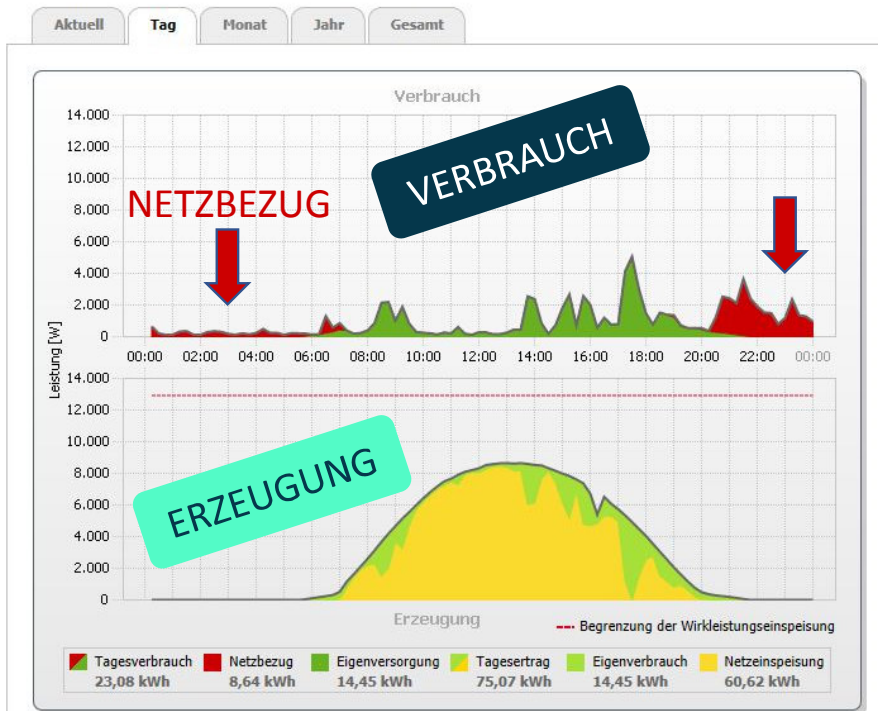 Aktuell Tag Monat Jahr Gesamt
Verbrauch
VERBRAUCH
NETZBEZUG
14.000
12.000
10.000
8.000
6.000
4.000
2.000
0
00:00 02:00 04:00 06:00 08:00 10:00 12:00 14:00 16:00 18:00 20:00 22:00 00:00
Leistung [W]
14.000
12.000
10.000
8.000
6.000
4.000
2.000
0
ERZEUGUNG
Erzeugung
Begrenzung der Wirkleistungseinspeisung
Tagesverbrauch Netzbezug Eigenversorgung Tagesertrag Eigenverbrauch Netzeinspeisung
23,08 kWh 8,64 kWh 14,45 kWh 75,07 kWh 14,45 kWh 60,62 kWh